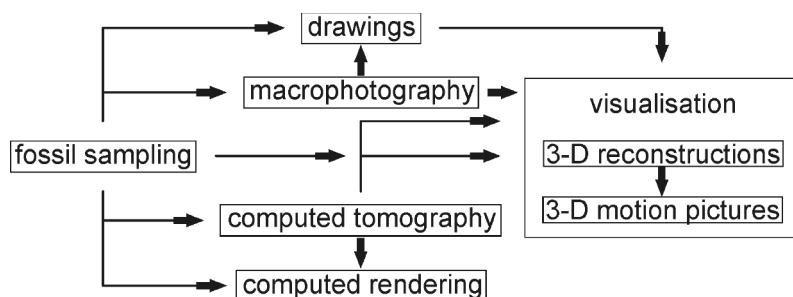 drawings
macrophotography
visualisation
fossil sampling
3-D reconstructions
3-D motion pictures
computed tomography
computed rendering